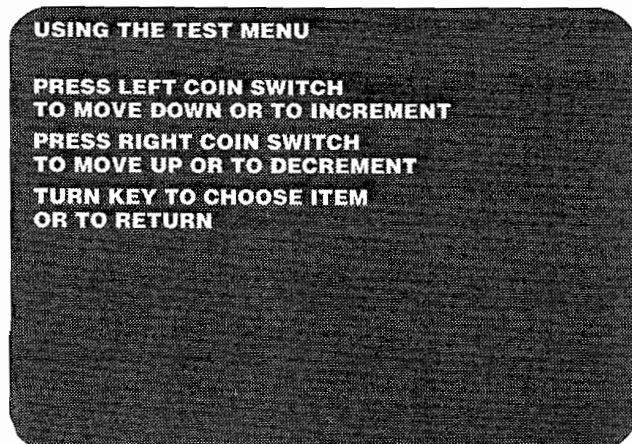 USING THE TEST MENU
PRESS LEFT COIN SWITCH
TO MOVE DOWN OR TO INCREMENT
PRESS RIGHT COIN SWITCH
TO MOVE UP OR TO DECREMENT
TURN KEY TO CHOOSE ITEM
OR TO RETURN